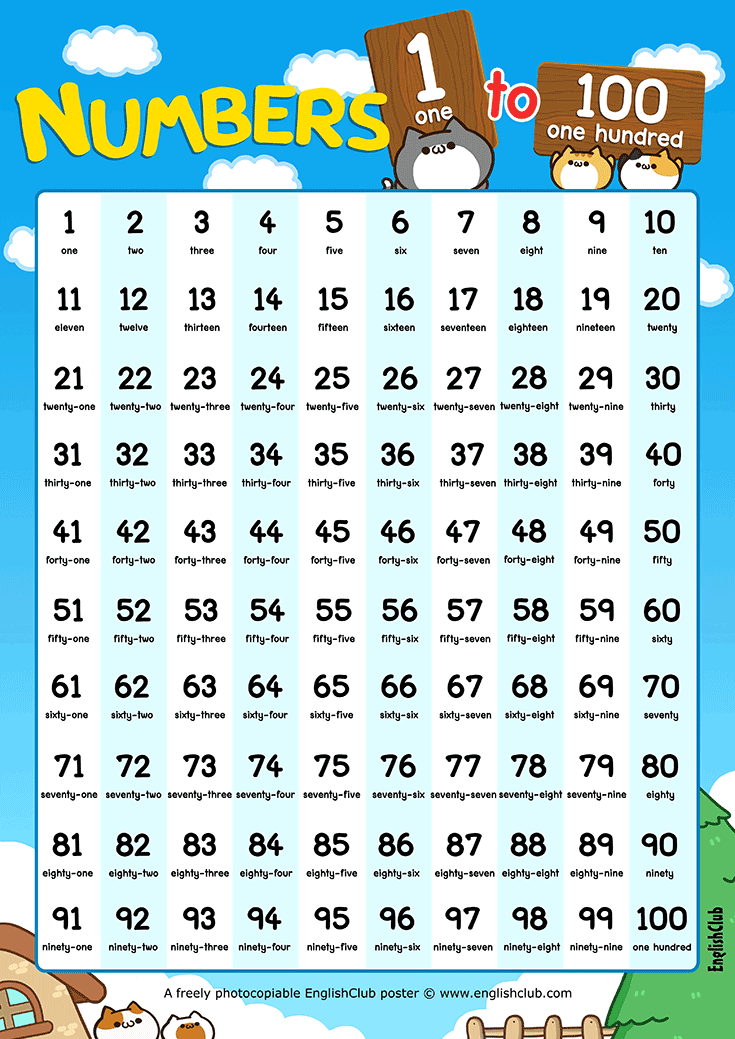 NUMBERS 1 to 100
one one hundred
1 2 3 4 5 6 7 8 9 10
one two three four five six seven eight nine ten
11 12 13 14 15 16 17 18 19 20
eleven twelve thirteen fourteen fifteen sixteen seventeen eighteen nineteen twenty
21 22 23 24 25 26 27 28 29 30
twenty-one twenty-two twenty-three twenty-four twenty-five twenty-six twenty-seven twenty-eight twenty-nine thirty
31 32 33 34 35 36 37 38 39 40
thirty-one thirty-two thirty-three thirty-four thirty-five thirty-six thirty-seven thirty-eight thirty-nine forty
41 42 43 44 45 46 47 48 49 50
forty-one forty-two forty-three forty-four forty-five forty-six forty-seven forty-eight forty-nine fifty
51 52 53 54 55 56 57 58 59 60
fifty-one fifty-two fifty-three fifty-four fifty-five fifty-six fifty-seven fifty-eight fifty-nine sixty
61 62 63 64 65 66 67 68 69 70
sixty-one sixty-two sixty-three sixty-four sixty-five sixty-six sixty-seven sixty-eight sixty-nine seventy
71 72 73 74 75 76 77 78 79 80
seventy-one seventy-two seventy-three seventy-four seventy-five seventy-six seventy-seven seventy-eight seventy-nine eighty
81 82 83 84 85 86 87 88 89 90
eighty-one eighty-two eighty-three eighty-four eighty-five eighty-six eighty-seven eighty-eight eighty-nine ninety
91 92 93 94 95 96 97 98 99 100
ninety-one ninety-two ninety-three ninety-four ninety-five ninety-six ninety-seven ninety-eight ninety-nine one hundred
EnglishClub
A freely photocopiable EnglishClub poster © www.englishclub.com